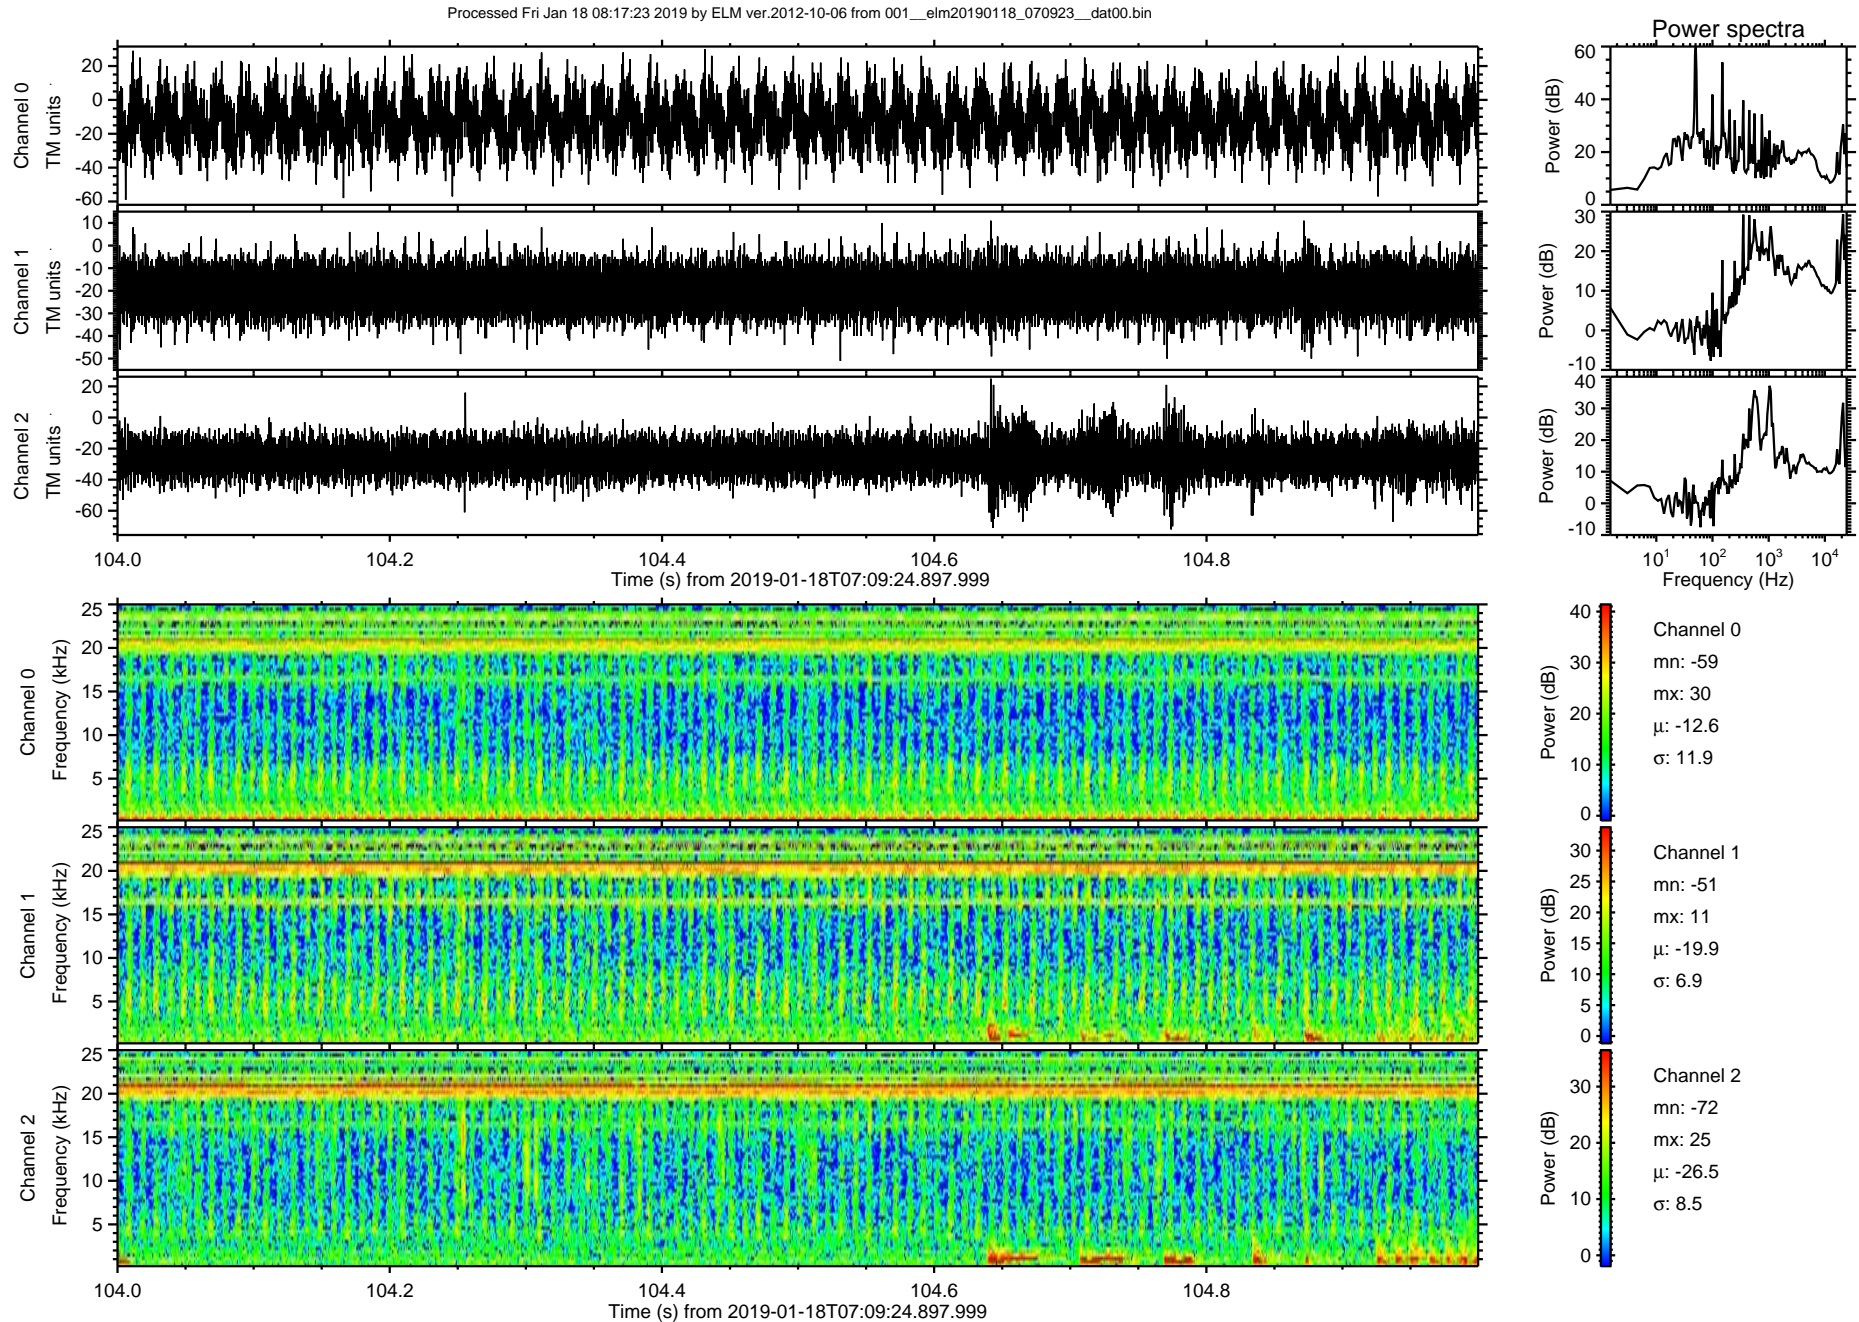 Processed Fri Jan 18 08:17:23 2019 by ELM ver.2012-10-06 from 001__elm20190118_070923__dat00.bin
Power spectra
Channel 0
TM units
20
0
-20
-40
-60
Power (dB)
60
40
20
0
Channel 1
TM units
10
0
-10
-20
-30
-40
-50
Power (dB)
30
20
10
0
-10
Channel 2
TM units
20
0
-20
-40
-60
Power (dB)
40
30
20
10
0
-10
104.0 104.2 104.4 104.6 104.8
Time (s) from 2019-01-18T07:09:24.897.999
10^1 10^2 10^3 10^4
Frequency (Hz)
Channel 0
Frequency (kHz)
25
20
15
10
5
Power (dB)
40
30
20
10
0
Channel 0
mn: -59
mx: 30
μ: -12.6
σ: 11.9
Channel 1
Frequency (kHz)
25
20
15
10
5
Power (dB)
30
25
20
15
10
5
0
Channel 1
mn: -51
mx: 11
μ: -19.9
σ: 6.9
Channel 2
Frequency (kHz)
25
20
15
10
5
Power (dB)
30
20
10
0
Channel 2
mn: -72
mx: 25
μ: -26.5
σ: 8.5
104.0 104.2 104.4 104.6 104.8
Time (s) from 2019-01-18T07:09:24.897.999